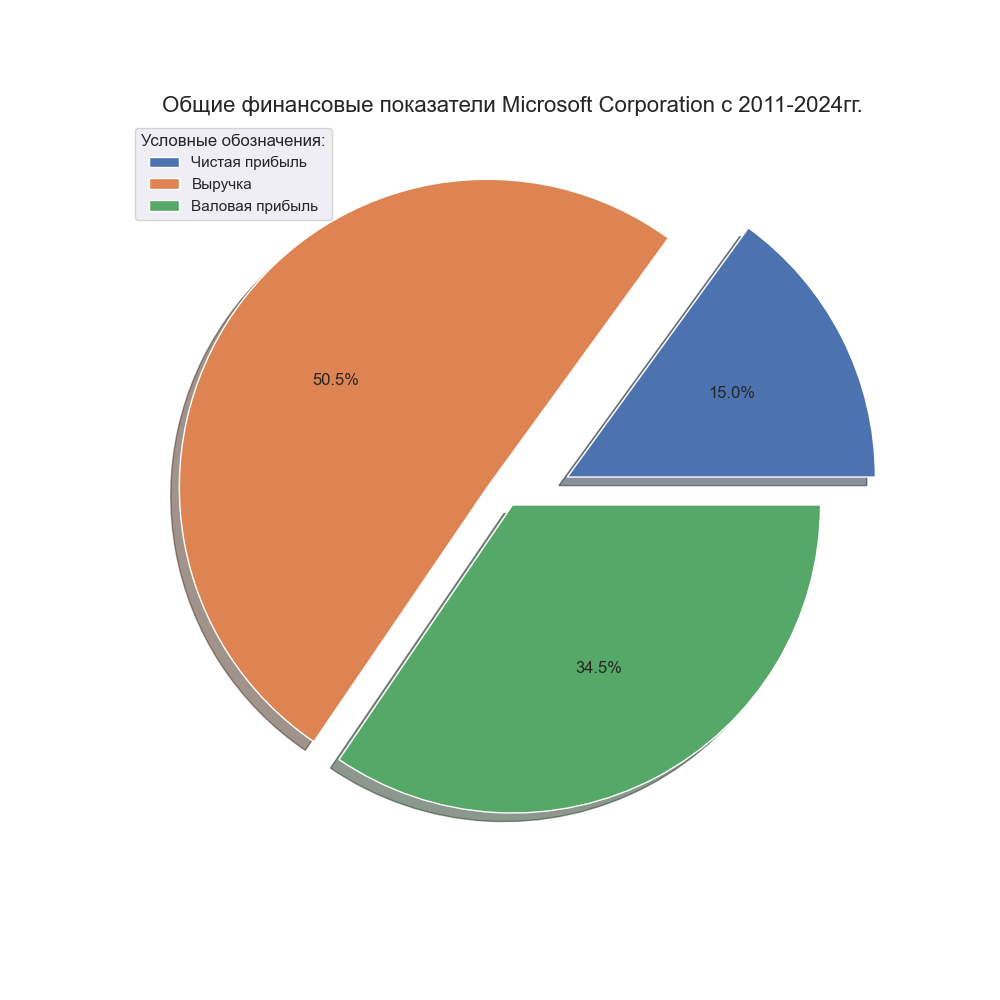 Общие финансовые показатели Microsoft Corporation с 2011-2024гг.
Условные обозначения:
Чистая прибыль
Выручка
Валовая прибыль
50.5%
15.0%
34.5%